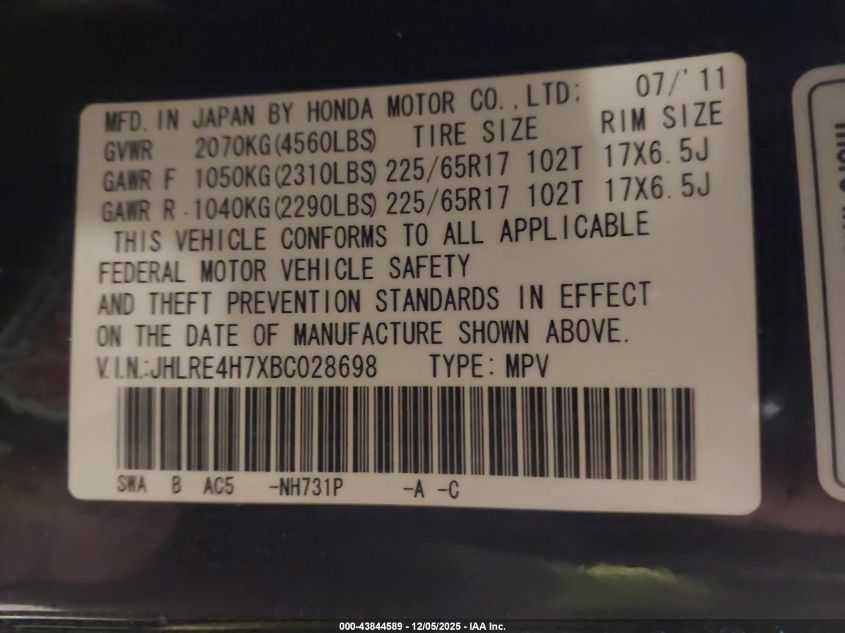 MFD. IN JAPAN BY HONDA MOTOR CO.,LTD; 07/'11
GVWR 2070KG(4560LBS) TIRE SIZE RIM SIZE
GAWR F 1050KG(2310LBS) 225/65R17 102T 17X6.5J
GAWR R 1040KG(2290LBS) 225/65R17 102T 17X6.5J
THIS VEHICLE CONFORMS TO ALL APPLICABLE
FEDERAL MOTOR VEHICLE SAFETY
AND THEFT PREVENTION STANDARDS IN EFFECT
ON THE DATE OF MANUFACTURE SHOWN ABOVE.
V.I.N.:JHLRE4H7XBC028698 TYPE: MPV
SWA B AC5 -NH731P -A -C
000-43844589 - 12/05/2025 - IAA Inc.